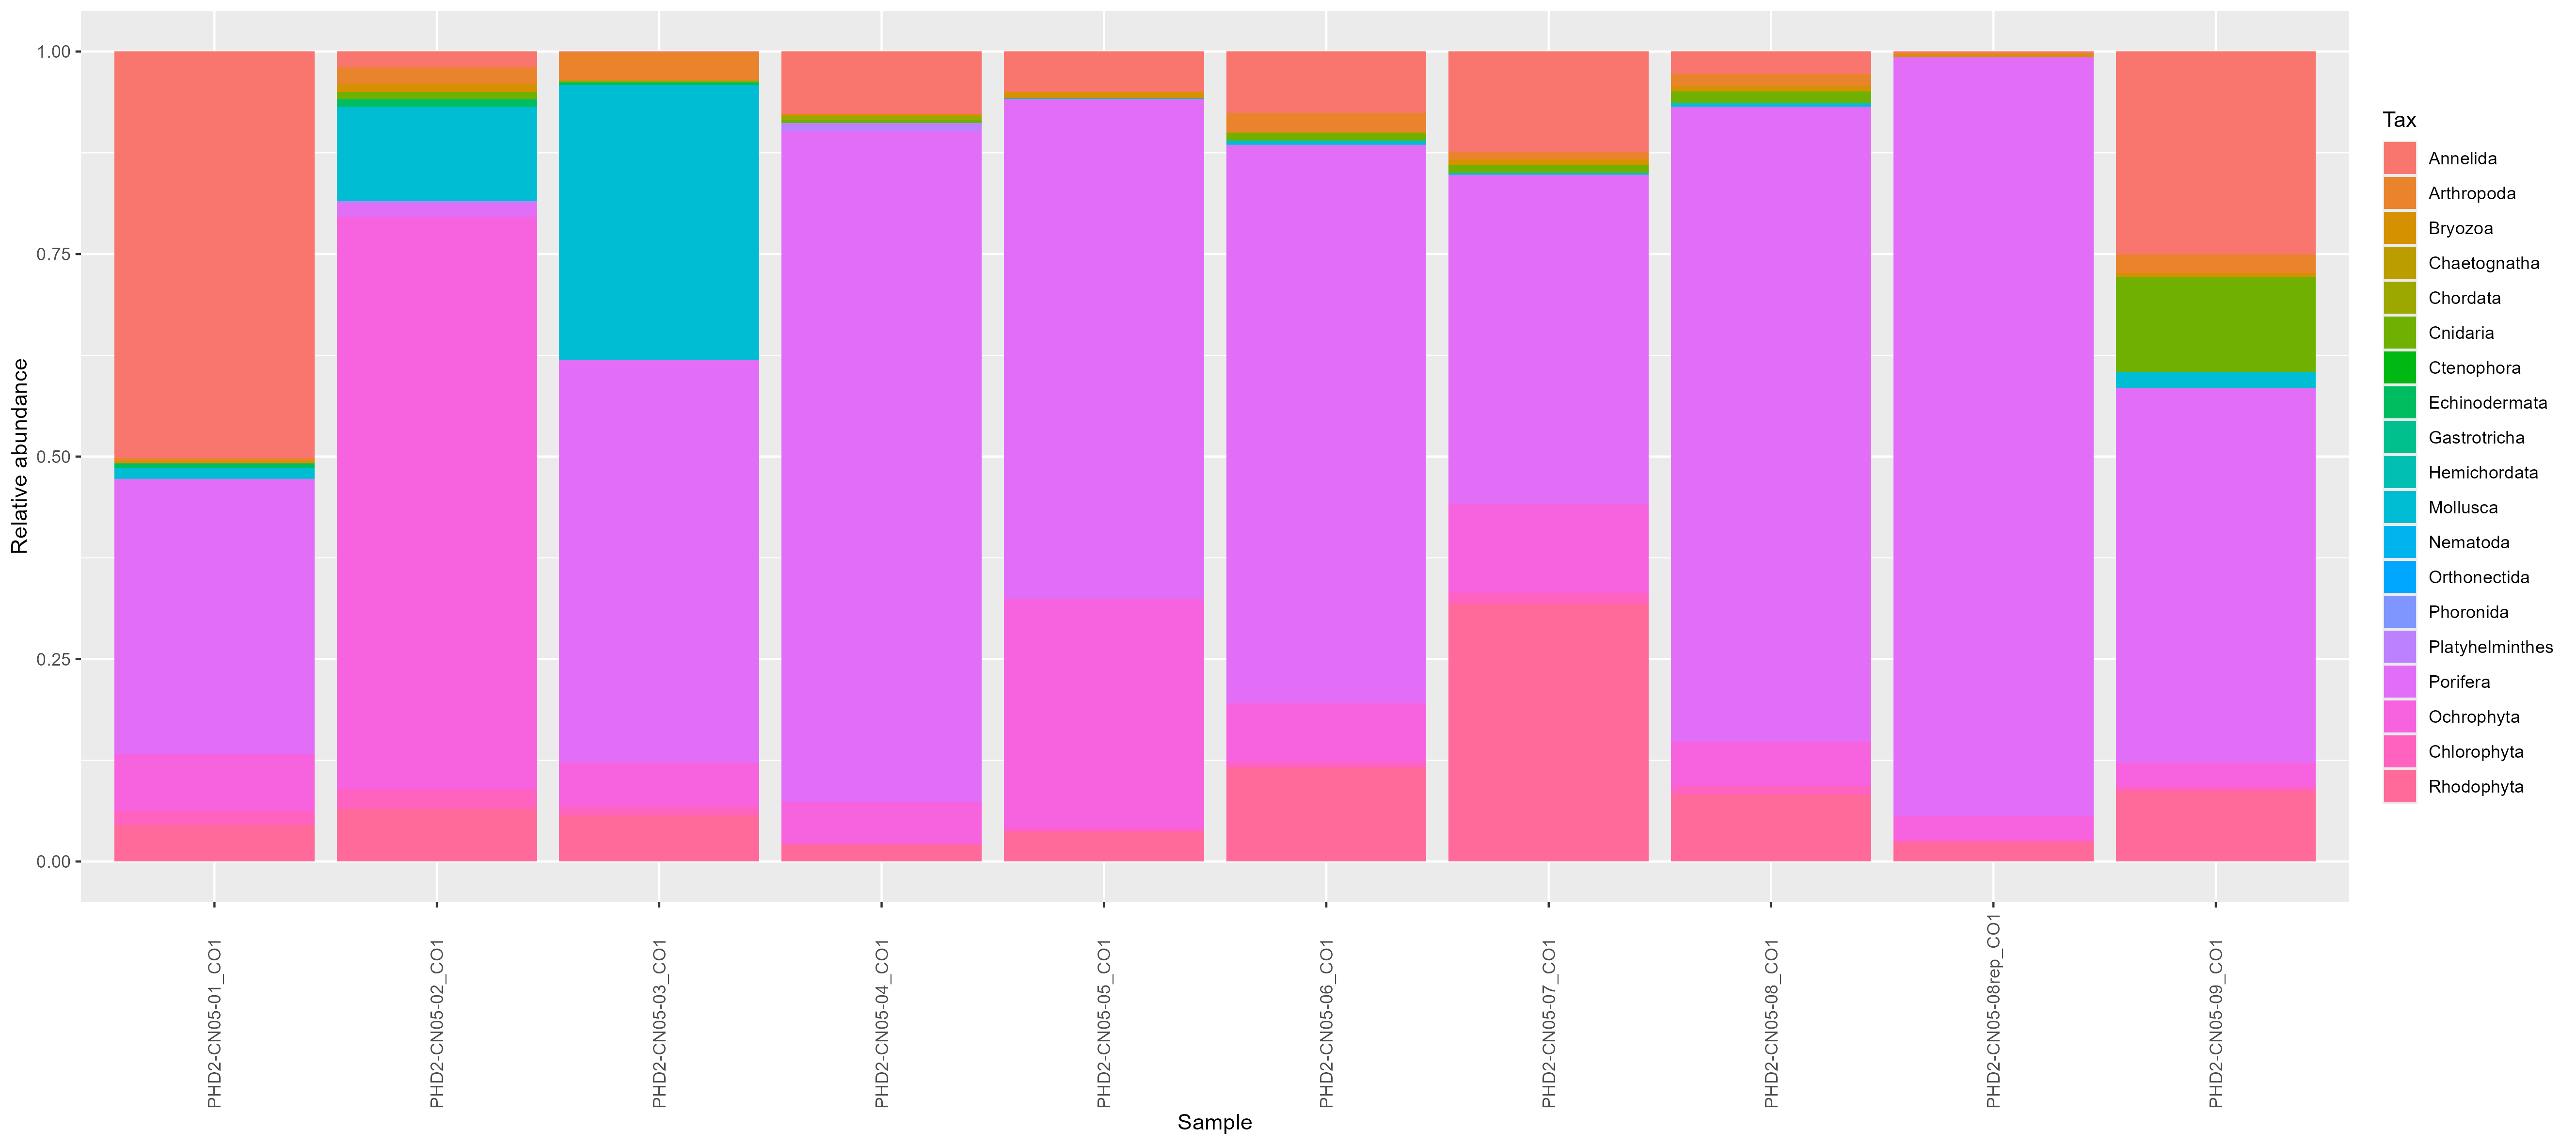 Relative abundance
1.00
0.75
0.50
0.25
0.00
PHD2-CN05-01_CO1
PHD2-CN05-02_CO1
PHD2-CN05-03_CO1
PHD2-CN05-04_CO1
PHD2-CN05-05_CO1
PHD2-CN05-06_CO1
PHD2-CN05-07_CO1
PHD2-CN05-08_CO1
PHD2-CN05-08rep_CO1
PHD2-CN05-09_CO1
Sample
Tax
Annelida
Arthropoda
Bryozoa
Chaetognatha
Chordata
Cnidaria
Ctenophora
Echinodermata
Gastrotricha
Hemichordata
Mollusca
Nematoda
Orthonectida
Phoronida
Platyhelminthes
Porifera
Ochrophyta
Chlorophyta
Rhodophyta